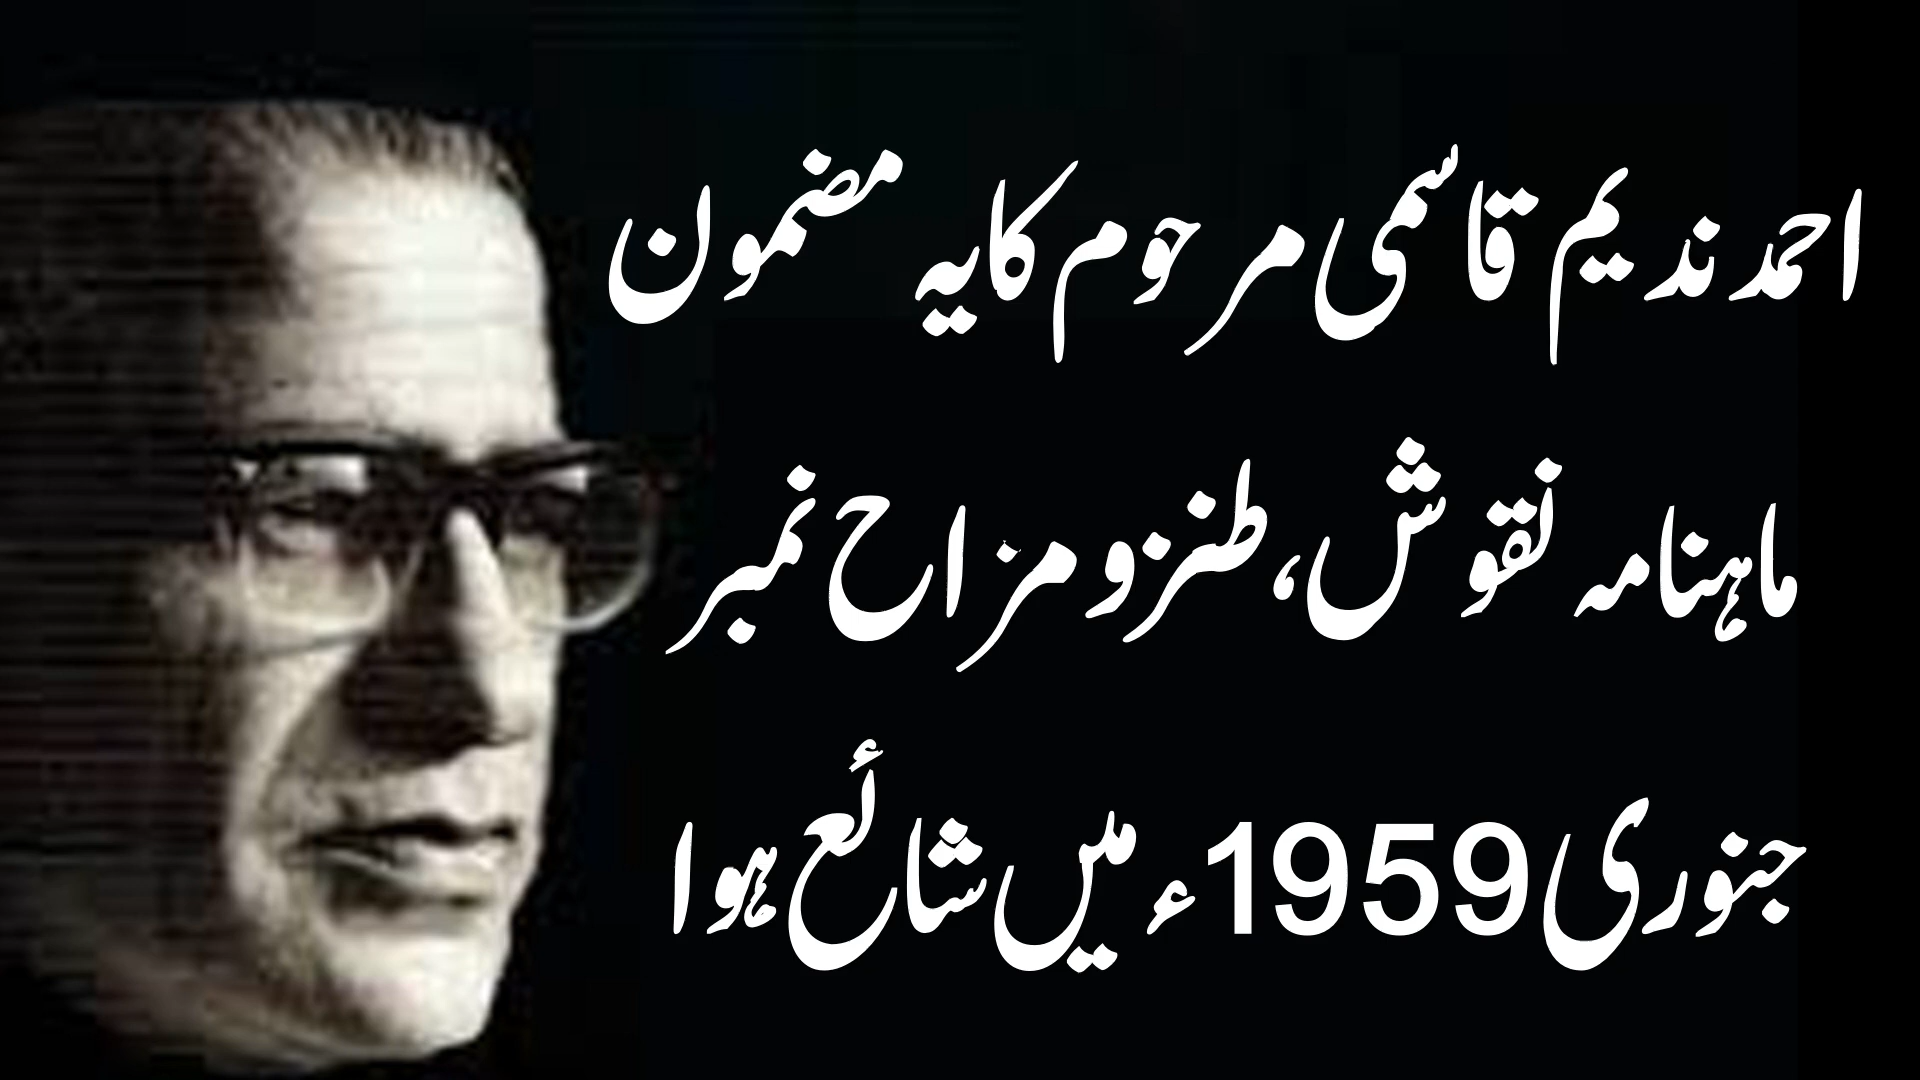 احمد ندیم قاسمی مرحوم کا یہ مضمون
ماہنامہ نقوش، طنز و مزاح نمبر
جنوری 1959ء میں شائع ہوا